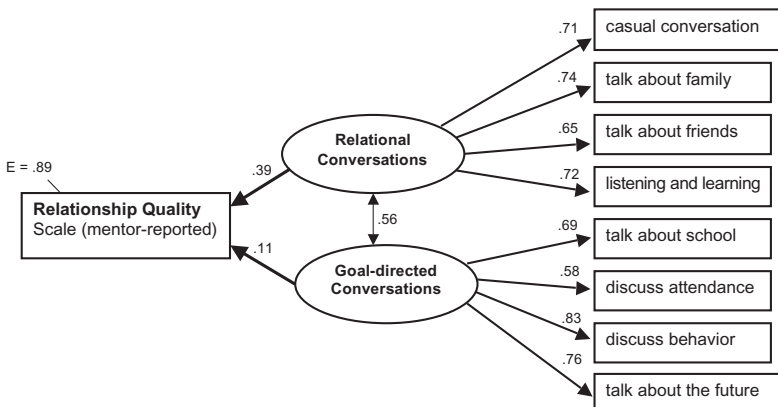 .71
casual conversation
.74
talk about family
Relational
Conversations
.65
talk about friends
E = .89
.39
.72
listening and learning
Relationship Quality
Scale (mentor-reported)
.56
.69
talk about school
.11
Goal-directed
Conversations
.58
discuss attendance
.83
discuss behavior
.76
talk about the future